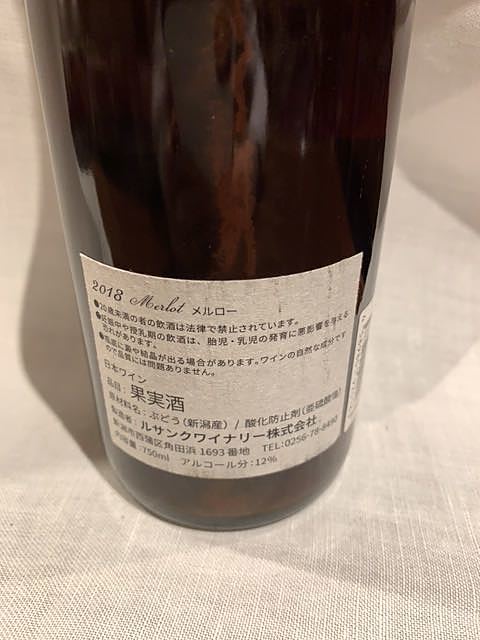 2018 Merlot メルロー
●20歳未満の者の飲酒は法律で禁止されています。
●妊娠中や授乳期の飲酒は、胎児・乳児の発育に悪影響を与える
恐れがあります。
●瓶底に澱や結晶が出る場合があります。ワインの自然な成分です
ので品質には問題ありません。
日本ワイン
品目：果実酒
原材料名：ぶどう（新潟産）/ 酸化防止剤（亜硫酸塩）
製造者：ルサンクワイナリー株式会社
新潟市西蒲区角田浜 1693番地 TEL：0256-78-8490
内容量：750ml アルコール分：12%